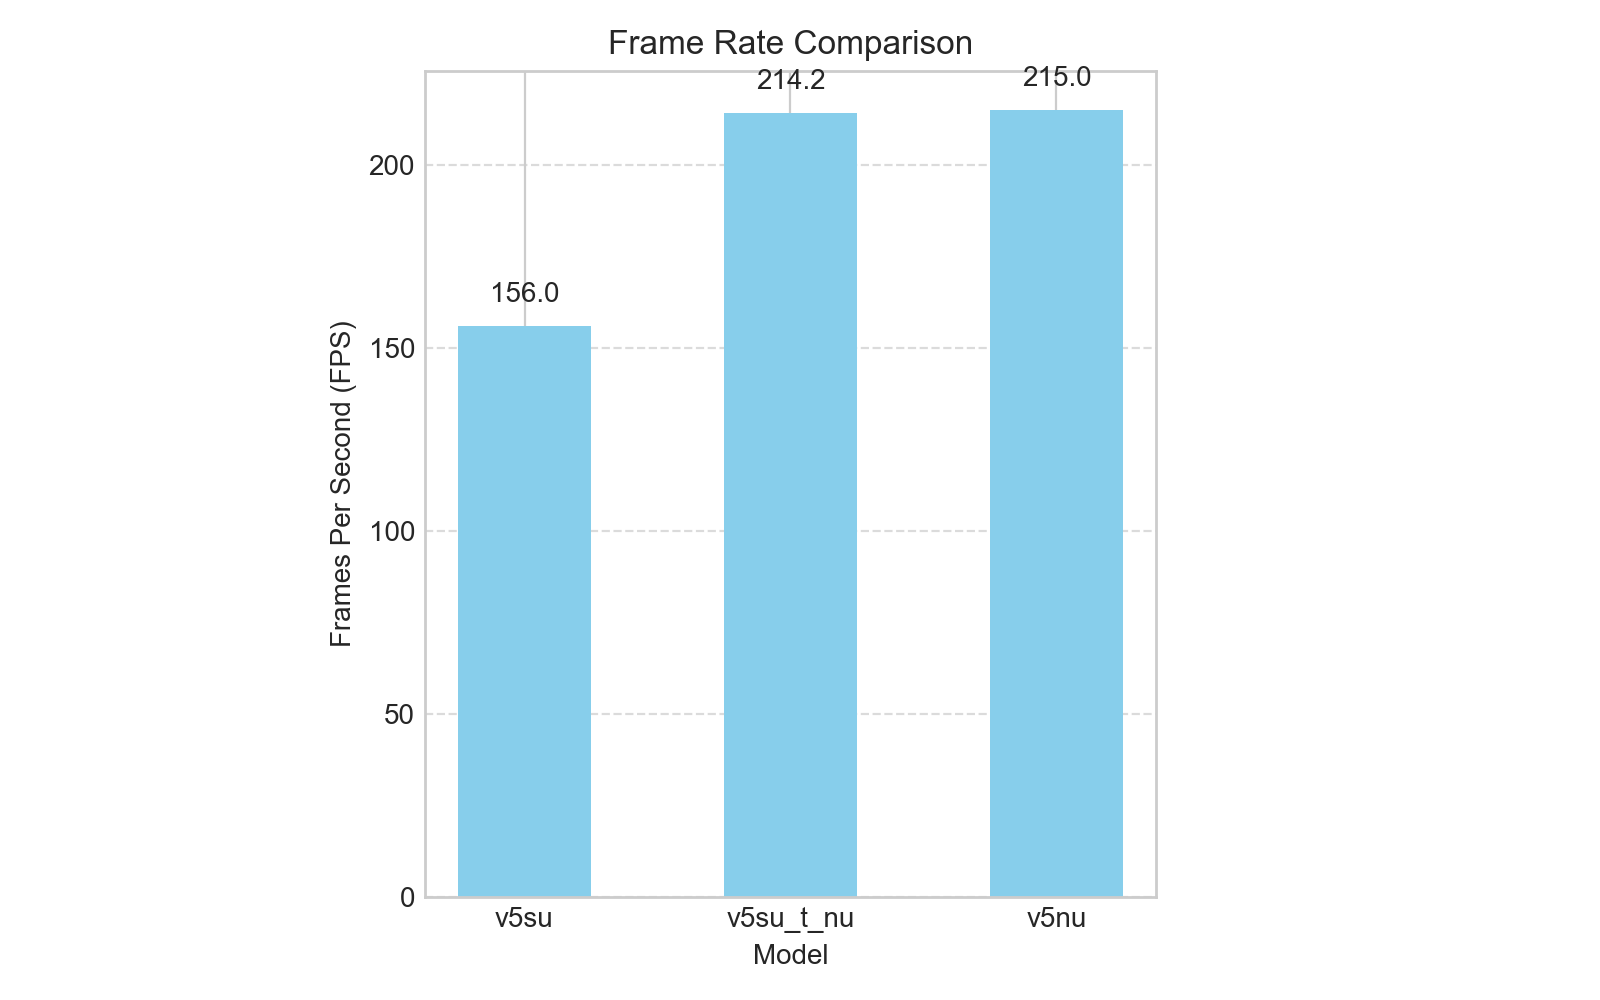 Frame Rate Comparison
214.2
215.0
200
156.0
150
100
50
0
Frames Per Second (FPS)
v5su
v5su_t_nu
v5nu
Model